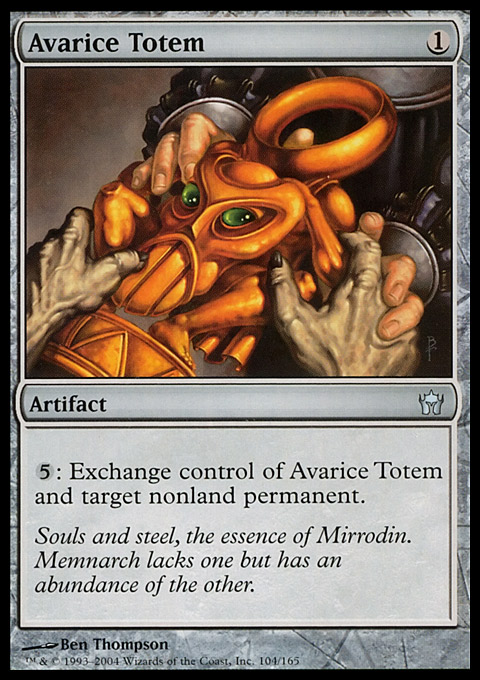 Avarice Totem
1
Artifact
5: Exchange control of Avarice Totem
and target nonland permanent.
Souls and steel, the essence of Mirrodin.
Memnarch lacks one but has an
abundance of the other.
Ben Thompson
™ & © 1993–2004 Wizards of the Coast, Inc. 104/165